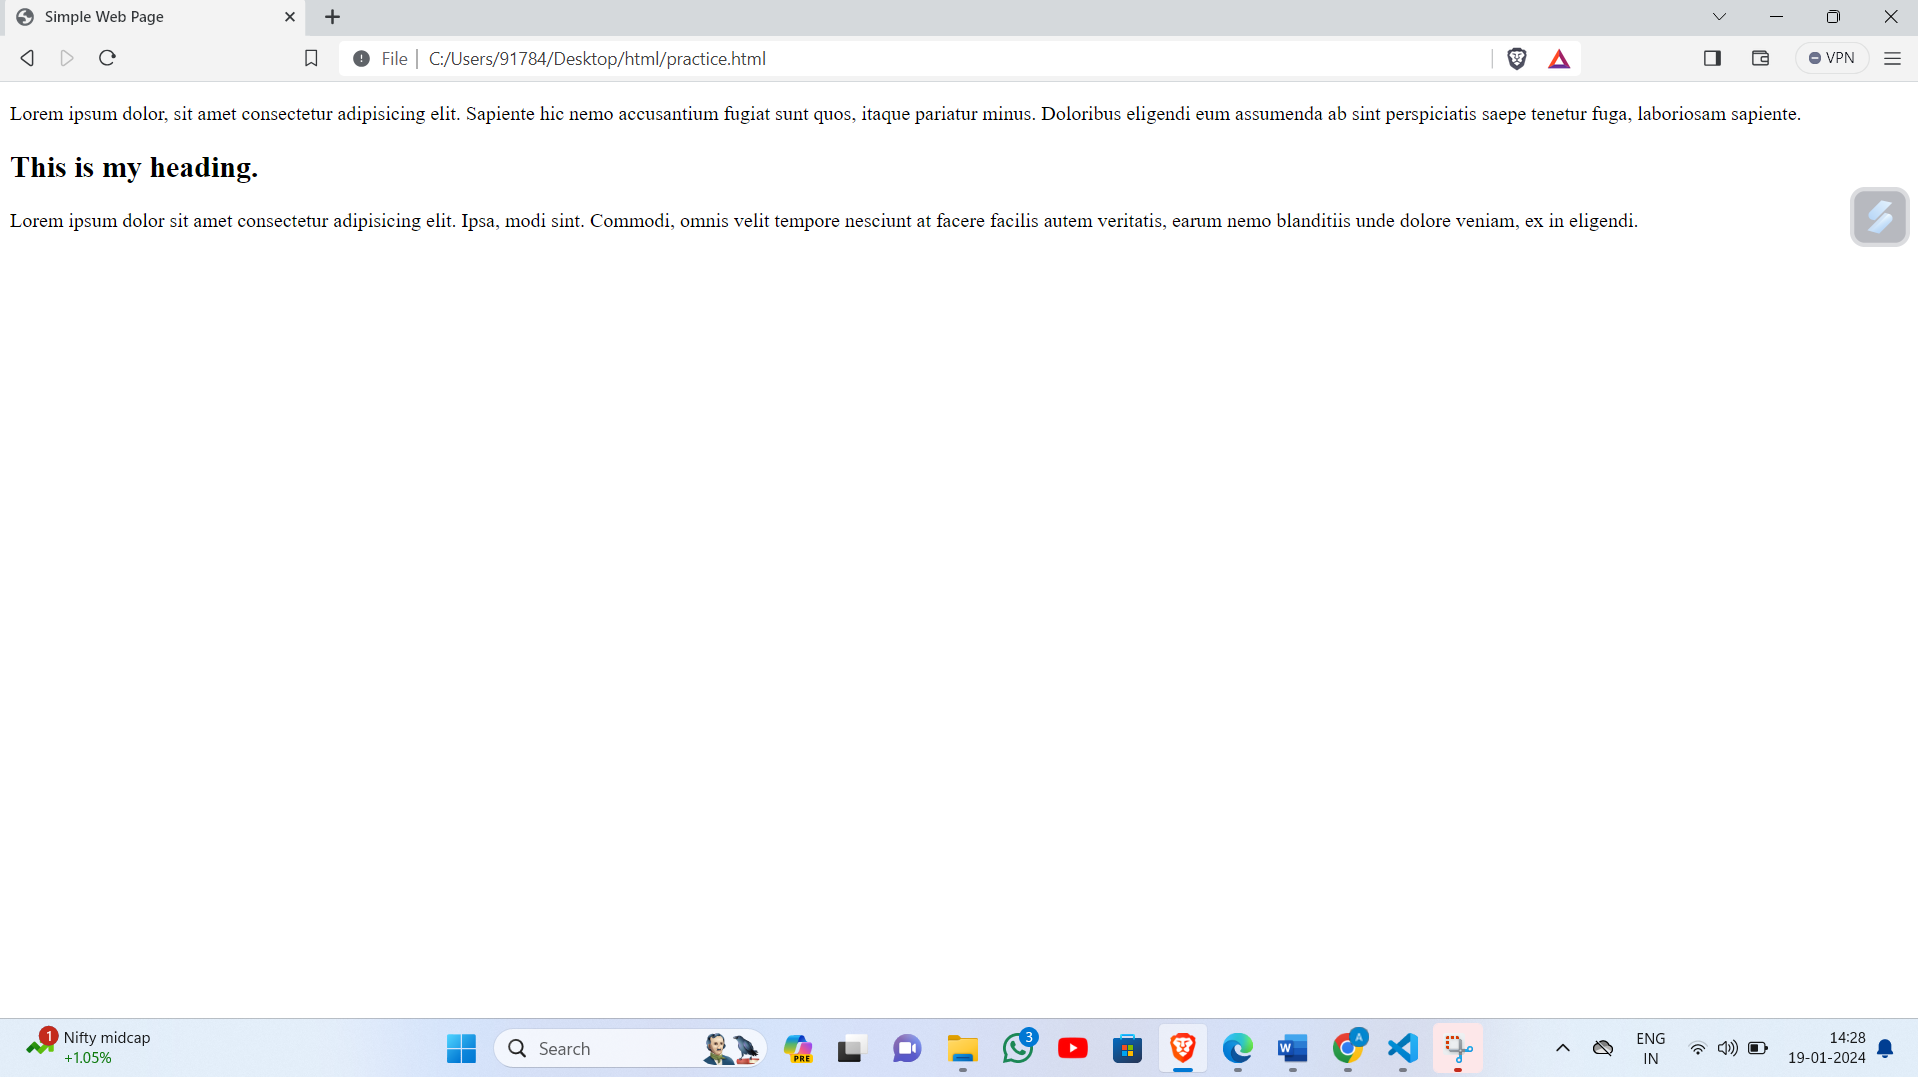 Simple Web Page
File C:/Users/91784/Desktop/html/practice.html
VPN
Lorem ipsum dolor, sit amet consectetur adipisicing elit. Sapiente hic nemo accusantium fugiat sunt quos, itaque pariatur minus. Doloribus eligendi eum assumenda ab sint perspiciatis saepe tenetur fuga, laboriosam sapiente.
This is my heading.
Lorem ipsum dolor sit amet consectetur adipisicing elit. Ipsa, modi sint. Commodi, omnis velit tempore nesciunt at facere facilis autem veritatis, earum nemo blanditiis unde dolore veniam, ex in eligendi.
1
Nifty midcap
+1.05%
Search
PRE
3
W
A
ENG
IN
14:28
19-01-2024